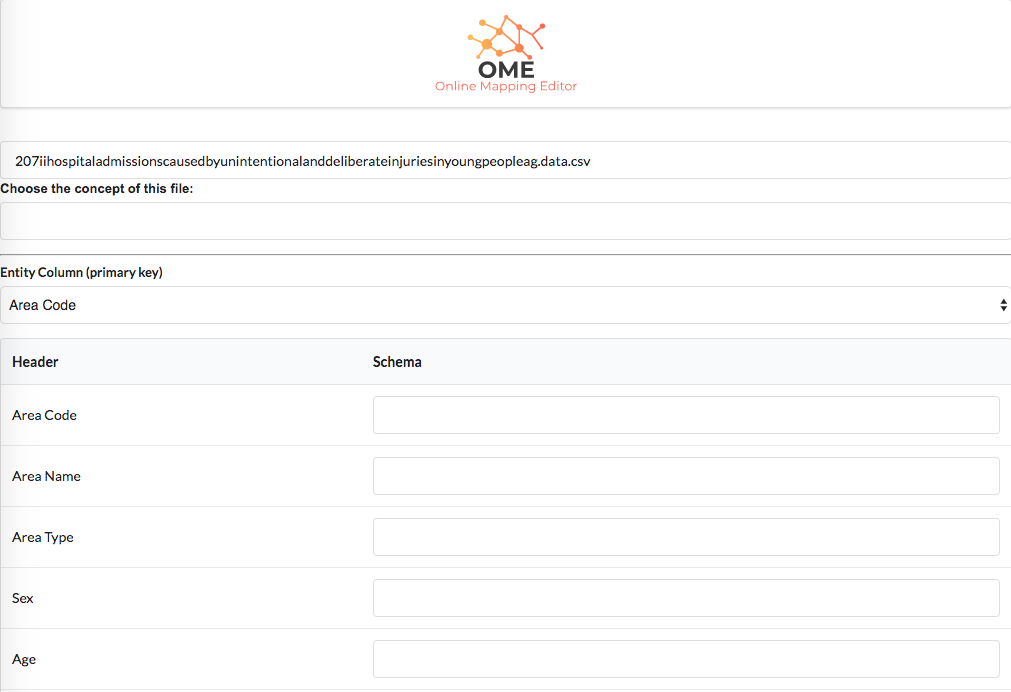 OME
Online Mapping Editor
207iihospitaladmissionscausedbyunintentionalanddeliberateinjuriesinyoungpeopleag.data.csv
Choose the concept of this file:
Entity Column (primary key)
Area Code
Header Schema
Area Code
Area Name
Area Type
Sex
Age